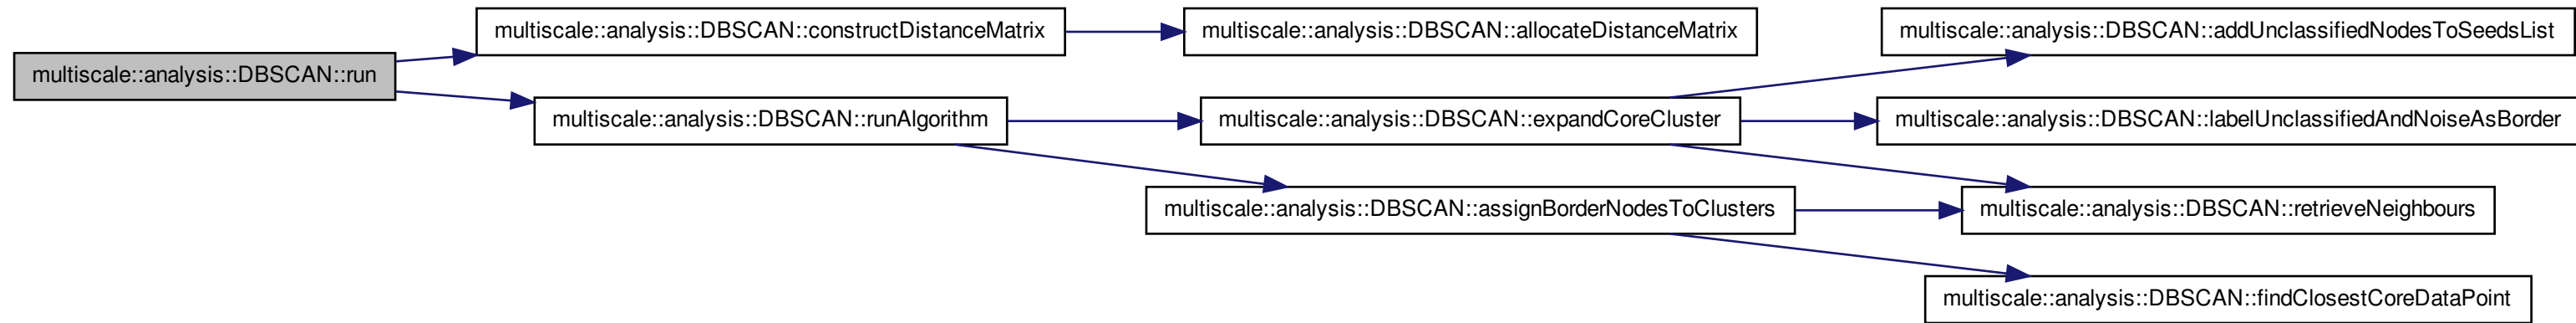 multiscale::analysis::DBSCAN::run
multiscale::analysis::DBSCAN::constructDistanceMatrix
multiscale::analysis::DBSCAN::allocateDistanceMatrix
multiscale::analysis::DBSCAN::runAlgorithm
multiscale::analysis::DBSCAN::expandCoreCluster
multiscale::analysis::DBSCAN::addUnclassifiedNodesToSeedsList
multiscale::analysis::DBSCAN::labelUnclassifiedAndNoiseAsBorder
multiscale::analysis::DBSCAN::assignBorderNodesToClusters
multiscale::analysis::DBSCAN::retrieveNeighbours
multiscale::analysis::DBSCAN::findClosestCoreDataPoint